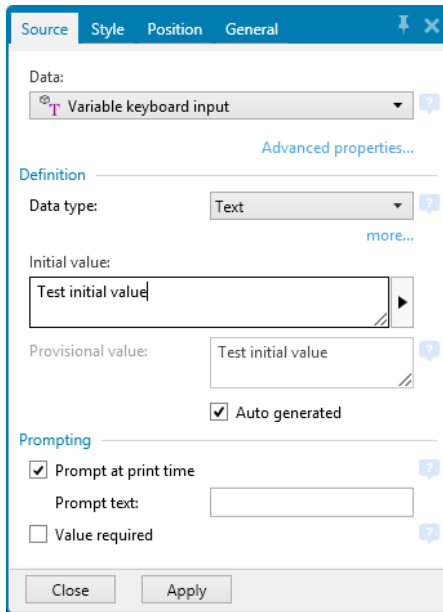 Source Style Position General
Data:
Variable keyboard input
Advanced properties...
Definition
Data type: Text
more...
Initial value:
Test initial value
Provisional value: Test initial value
Auto generated
Prompting
Prompt at print time
Prompt text:
Value required
Close Apply